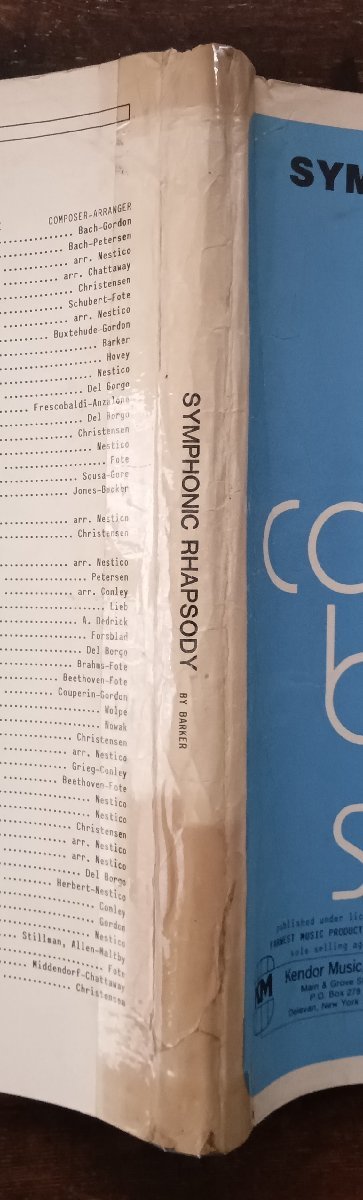 COMPOSER-ARRANGER
Bach-Gordon
Bach-Petersen
arr. Nestico
arr. Chattaway
Christensen
Schubert-Fote
arr. Nestico
Buxtehude-Gordon
Barker
Hovey
Nestico
Del Borgo
Frescobaldi-Anzalone
Del Borgo
Christensen
Nestico
Fote
Sousa-Gore
Jones-Becker
arr. Nestico
Christensen
arr. Nestico
Petersen
arr. Conley
Lieb
A. Dedrick
Forsblad
Del Borgo
Brahms-Fote
Beethoven-Fote
Couperin-Gordon
Wolpe
Nowak
Christensen
arr. Nestico
Grieg-Conley
Beethoven-Fote
Nestico
Nestico
Christensen
arr. Nestico
arr. Nestico
Del Borgo
Herbert-Nestico
Conley
Gordon
Nestico
Stillman, Allen-Maltby
Fote
Middendorf-Chattaway
Christensen
SYMPHONIC RHAPSODY
BY BARKER
SYM
co
b
s
published under lic
FARWEST MUSIC PRODUCT
sole selling ag
Kendor Music
Main & Grove S
P.O. Box 278
Delevan, New York